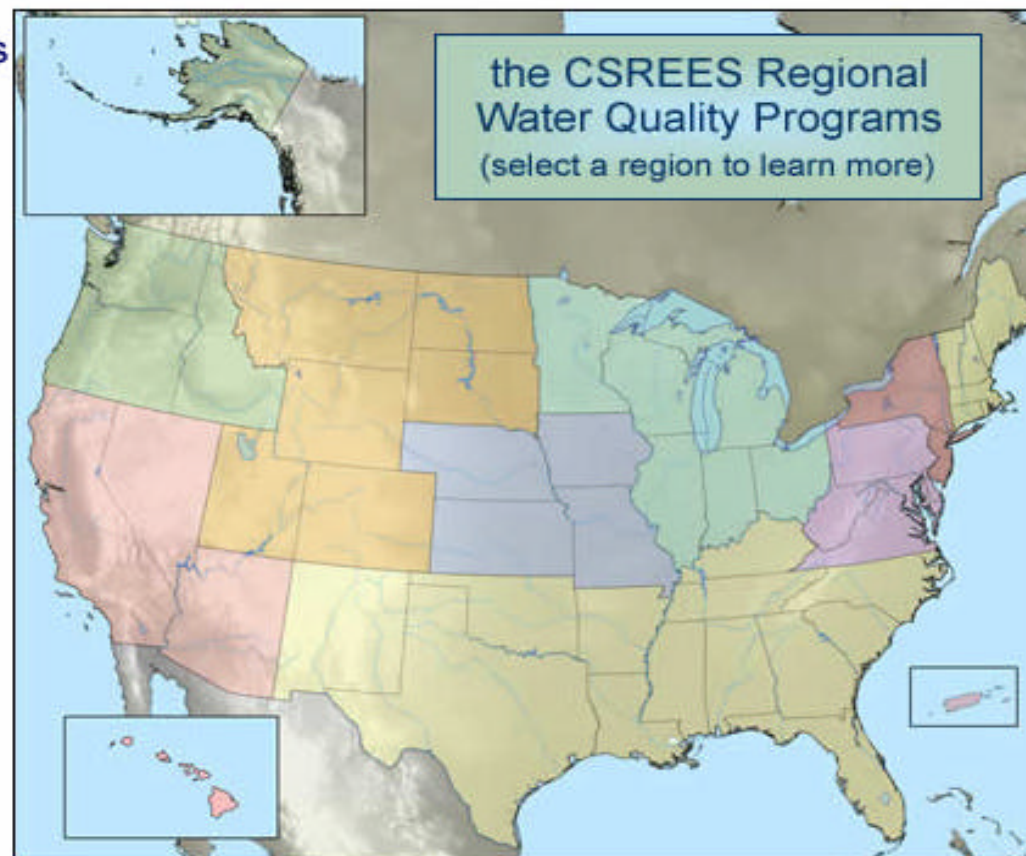 s
the CSREES Regional
Water Quality Programs
(select a region to learn more)